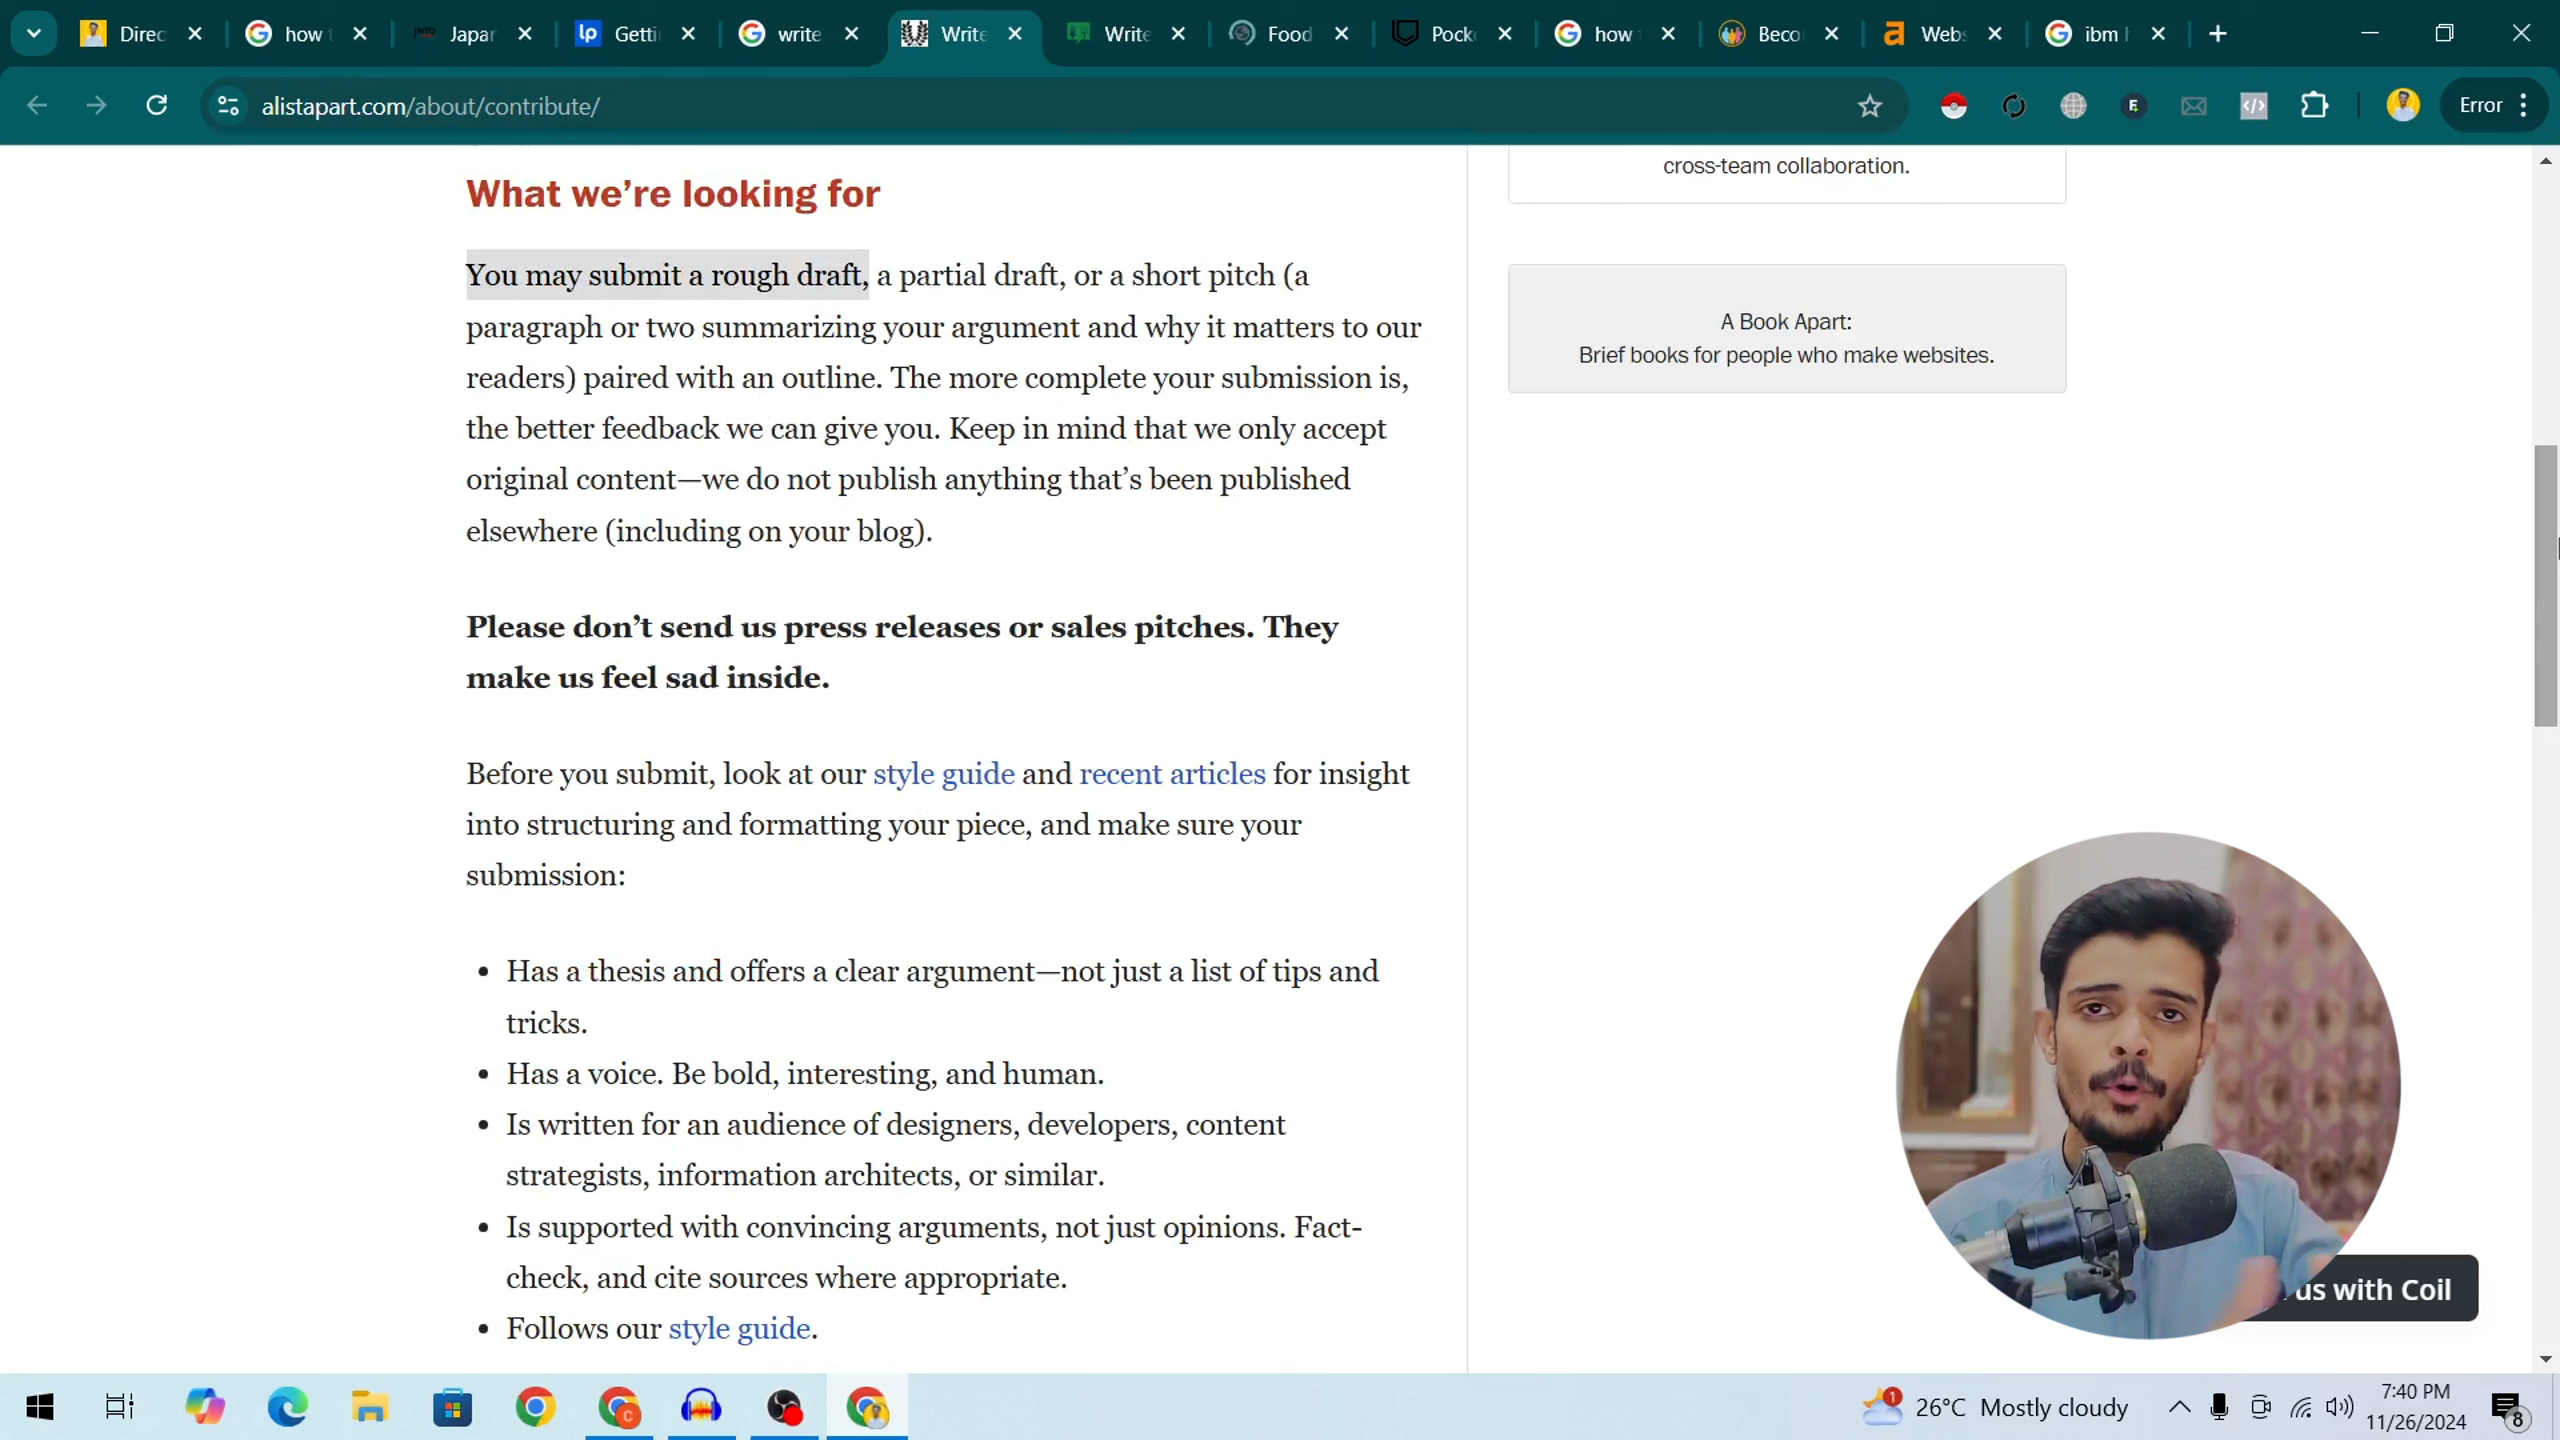 Direc
how t
Japar
Getti
write
Write
Write
Food
Pock
how
Beco
Web
ibm h
alistapart.com/about/contribute/
Error
What we’re looking for
You may submit a rough draft, a partial draft, or a short pitch (a
paragraph or two summarizing your argument and why it matters to our
readers) paired with an outline. The more complete your submission is,
the better feedback we can give you. Keep in mind that we only accept
original content—we do not publish anything that’s been published
elsewhere (including on your blog).
Please don’t send us press releases or sales pitches. They
make us feel sad inside.
Before you submit, look at our style guide and recent articles for insight
into structuring and formatting your piece, and make sure your
submission:
• Has a thesis and offers a clear argument—not just a list of tips and
tricks.
• Has a voice. Be bold, interesting, and human.
• Is written for an audience of designers, developers, content
strategists, information architects, or similar.
• Is supported with convincing arguments, not just opinions. Fact-
check, and cite sources where appropriate.
• Follows our style guide.
cross-team collaboration.
A Book Apart:
Brief books for people who make websites.
us with Coil
1
26°C Mostly cloudy
7:40 PM
11/26/2024
8